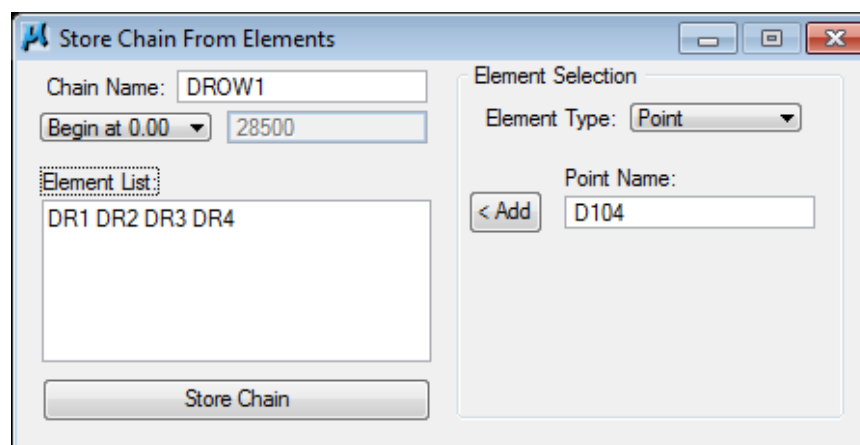 Store Chain From Elements
Chain Name: DROW1
Begin at 0.00 28500
Element List:
DR1 DR2 DR3 DR4
Store Chain
Element Selection
Element Type: Point
Point Name:
< Add D104